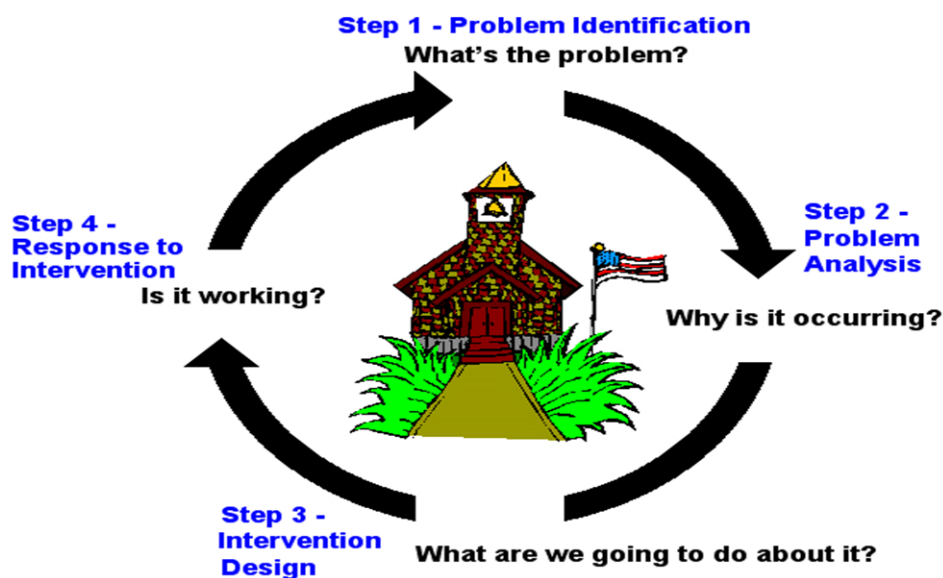 Step 1 - Problem Identification
What's the problem?
Step 2 -
Problem
Analysis
Why is it occurring?
Step 3 -
Intervention
Design
What are we going to do about it?
Step 4 -
Response to
Intervention
Is it working?